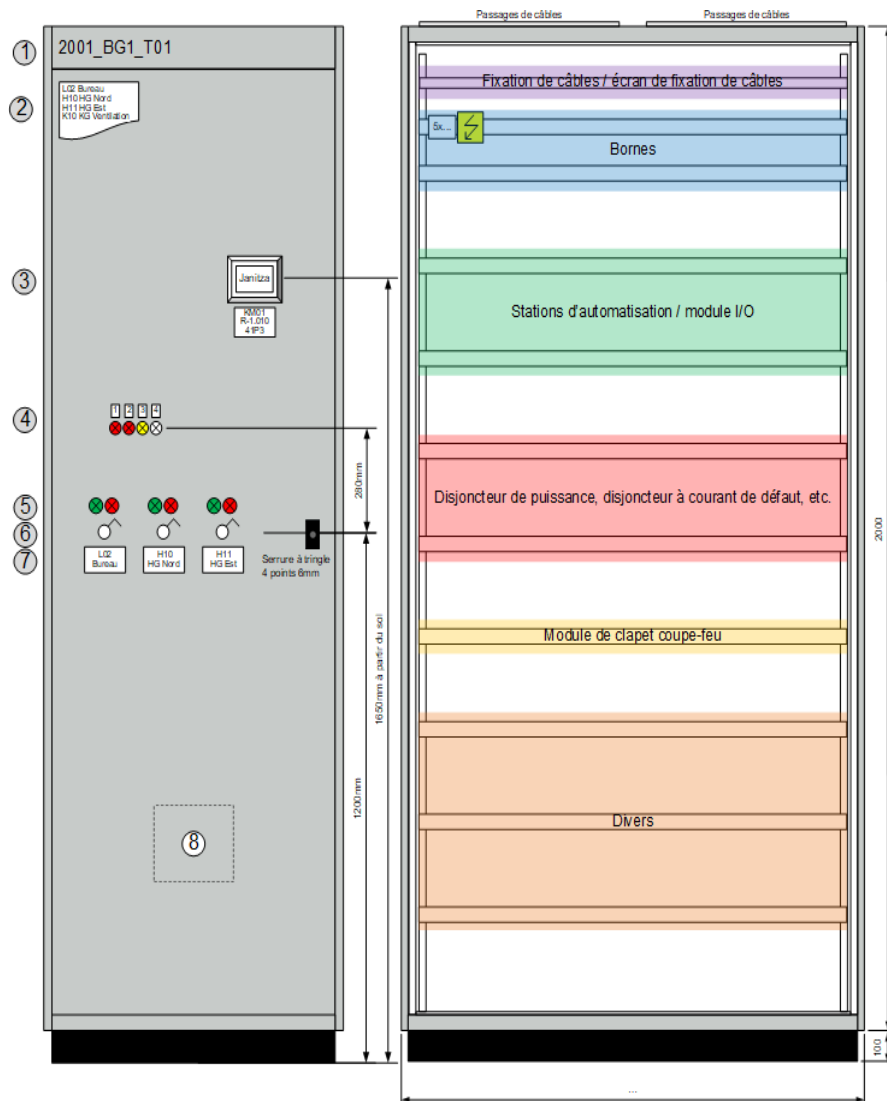 Passages de câbles
Passages de câbles
1
2001_BG1_T01
2
L02 Bureau
H10 HG Nord
H11 HG Est
K10 KG Ventilation
Fixation de câbles / écran de fixation de câbles
5x...
Bornes
3
Janitza
KM01
R-1.010
41P3
Stations d'automatisation / module I/O
4
1 2 3 4
280mm
Disjoncteur de puissance, disjoncteur à courant de défaut, etc.
5
6
7
L02
Bureau
H10
HG Nord
H11
HG Est
Serrure à tringle
4 points 6mm
2000
1650mm à partir du sol
Module de clapet coupe-feu
1200mm
8
Divers
100
...